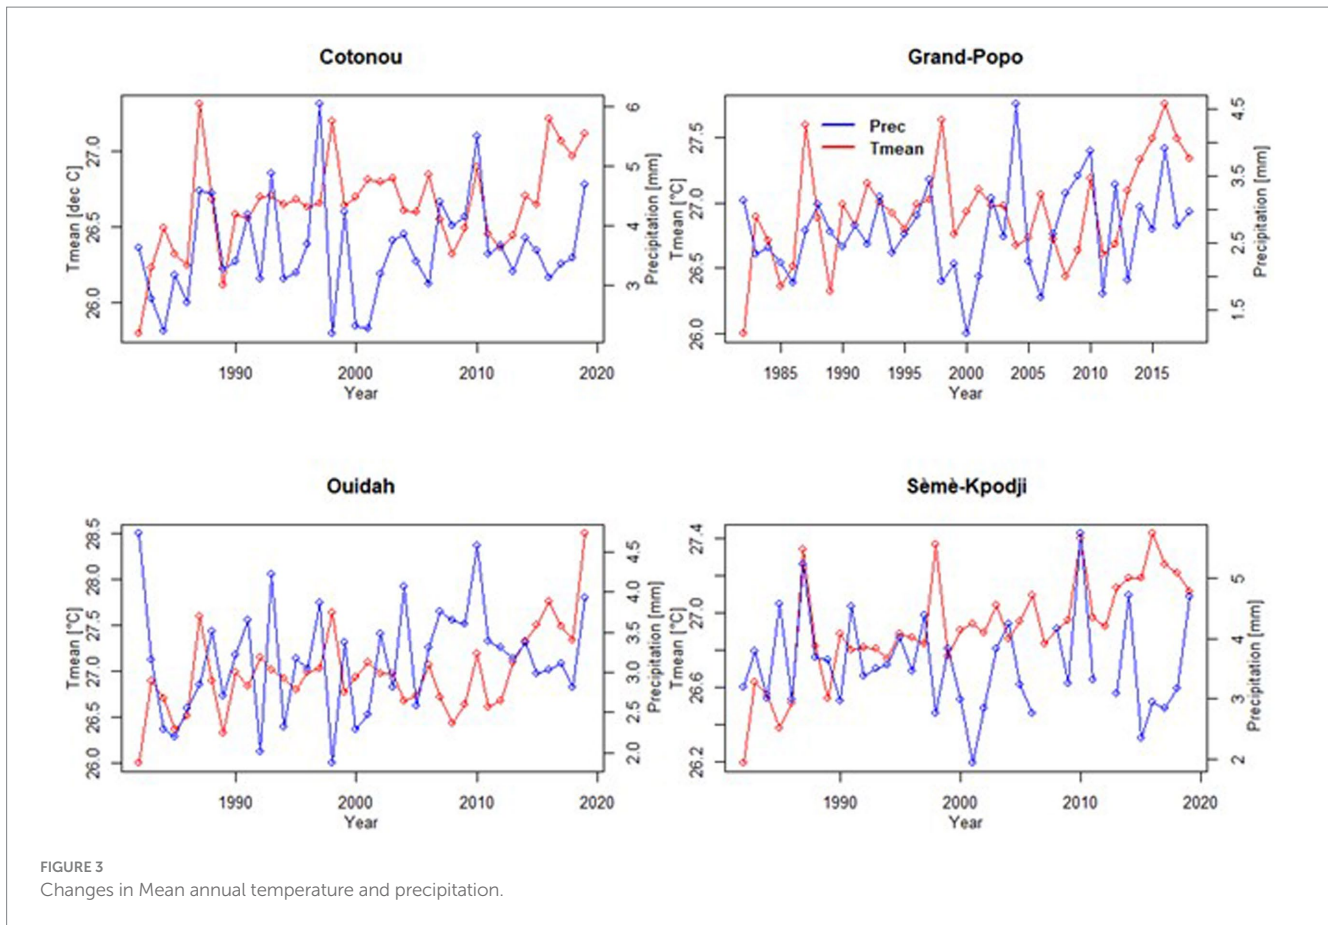 Cotonou
Tmean [dec C]
26.0
26.5
27.0
3
4
5
6
Precipitation [mm]
1990
2000
2010
2020
Year
Grand-Popo
Prec
Tmean
Tmean [°C]
26.0
26.5
27.0
27.5
1.5
2.5
3.5
4.5
Precipitation [mm]
1985
1990
1995
2000
2005
2010
2015
Year
Ouidah
Tmean [°C]
26.0
26.5
27.0
27.5
28.0
28.5
2.0
2.5
3.0
3.5
4.0
4.5
Precipitation [mm]
1990
2000
2010
2020
Year
Sèmè-Kpodji
Tmean [°C]
26.2
26.6
27.0
27.4
2
3
4
5
Precipitation [mm]
1990
2000
2010
2020
Year
FIGURE 3
Changes in Mean annual temperature and precipitation.